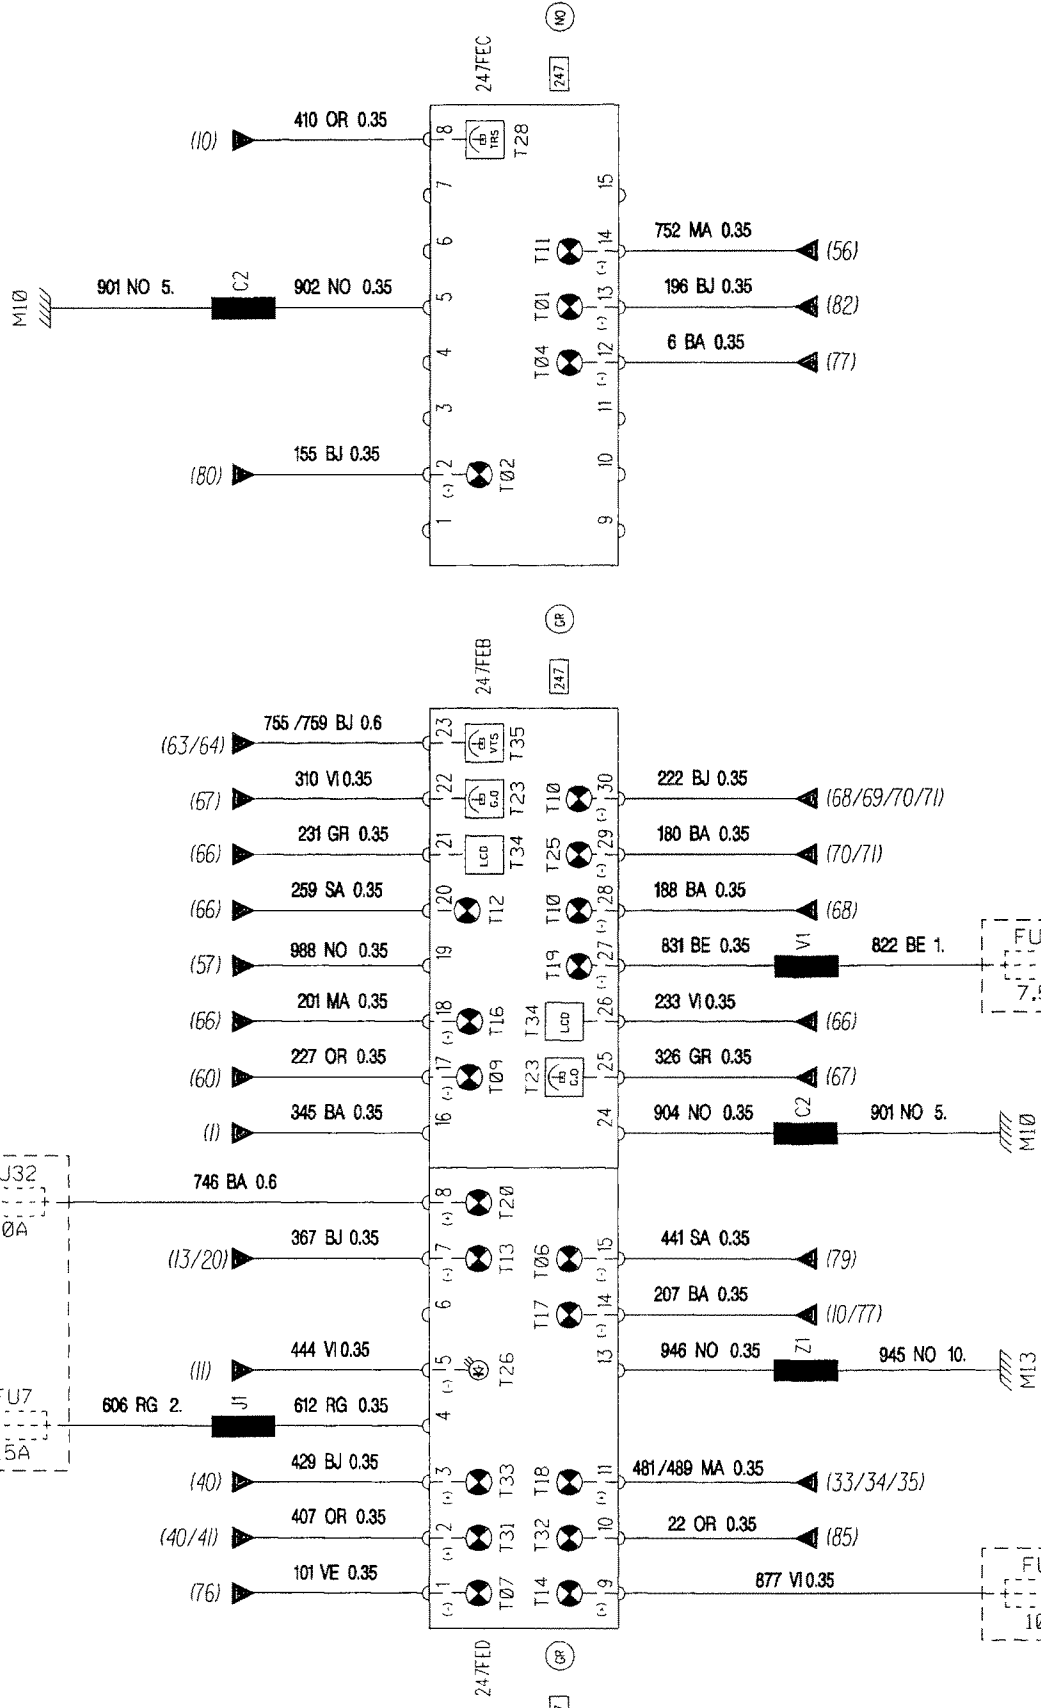 NO
247FEC
247
410 OR 0.35
(10)
8
TRS
T28
7
15
6
T11
14
(-)
752 MA 0.35
(56)
M10
901 NO 5.
C2
902 NO 0.35
5
T01
13
(-)
196 BJ 0.35
(82)
4
T04
12
(-)
6 BA 0.35
(77)
3
11
155 BJ 0.35
(80)
2
(-)
T02
10
1
9
GR
247FEB
247
755 /759 BJ 0.6
(63/64)
23
VTS
T35
310 VI 0.35
(67)
22
G.O
T23
T10
30
(-)
222 BJ 0.35
(68/69/70/71)
231 GR 0.35
(66)
21
LCD
T34
T25
29
(-)
180 BA 0.35
(70/71)
259 SA 0.35
(66)
20
T12
T10
28
(-)
188 BA 0.35
(68)
988 NO 0.35
(57)
19
T19
27
(-)
831 BE 0.35
V1
822 BE 1.
FU
201 MA 0.35
(66)
18
(-)
T16
T34
LCD
26
233 VI 0.35
(66)
227 OR 0.35
(60)
17
(-)
T09
T23
G.O
25
326 GR 0.35
(67)
345 BA 0.35
(1)
16
24
904 NO 0.35
C2
901 NO 5.
M10
U32
0A
746 BA 0.6
8
T20
367 BJ 0.35
(13/20)
7
(-)
T13
T06
15
(-)
441 SA 0.35
(79)
6
T17
14
(-)
207 BA 0.35
(10/77)
444 VI 0.35
(11)
5
(-)
T26
13
946 NO 0.35
Z1
945 NO 10.
M13
FU7
5A
606 RG 2.
J1
612 RG 0.35
4
429 BJ 0.35
(40)
3
T33
T18
11
481/489 MA 0.35
(33/34/35)
407 OR 0.35
(40/41)
2
T31
T32
10
22 OR 0.35
(85)
101 VE 0.35
(76)
1
(-)
T07
T14
9
877 VI 0.35
FU
10
247FED
GR